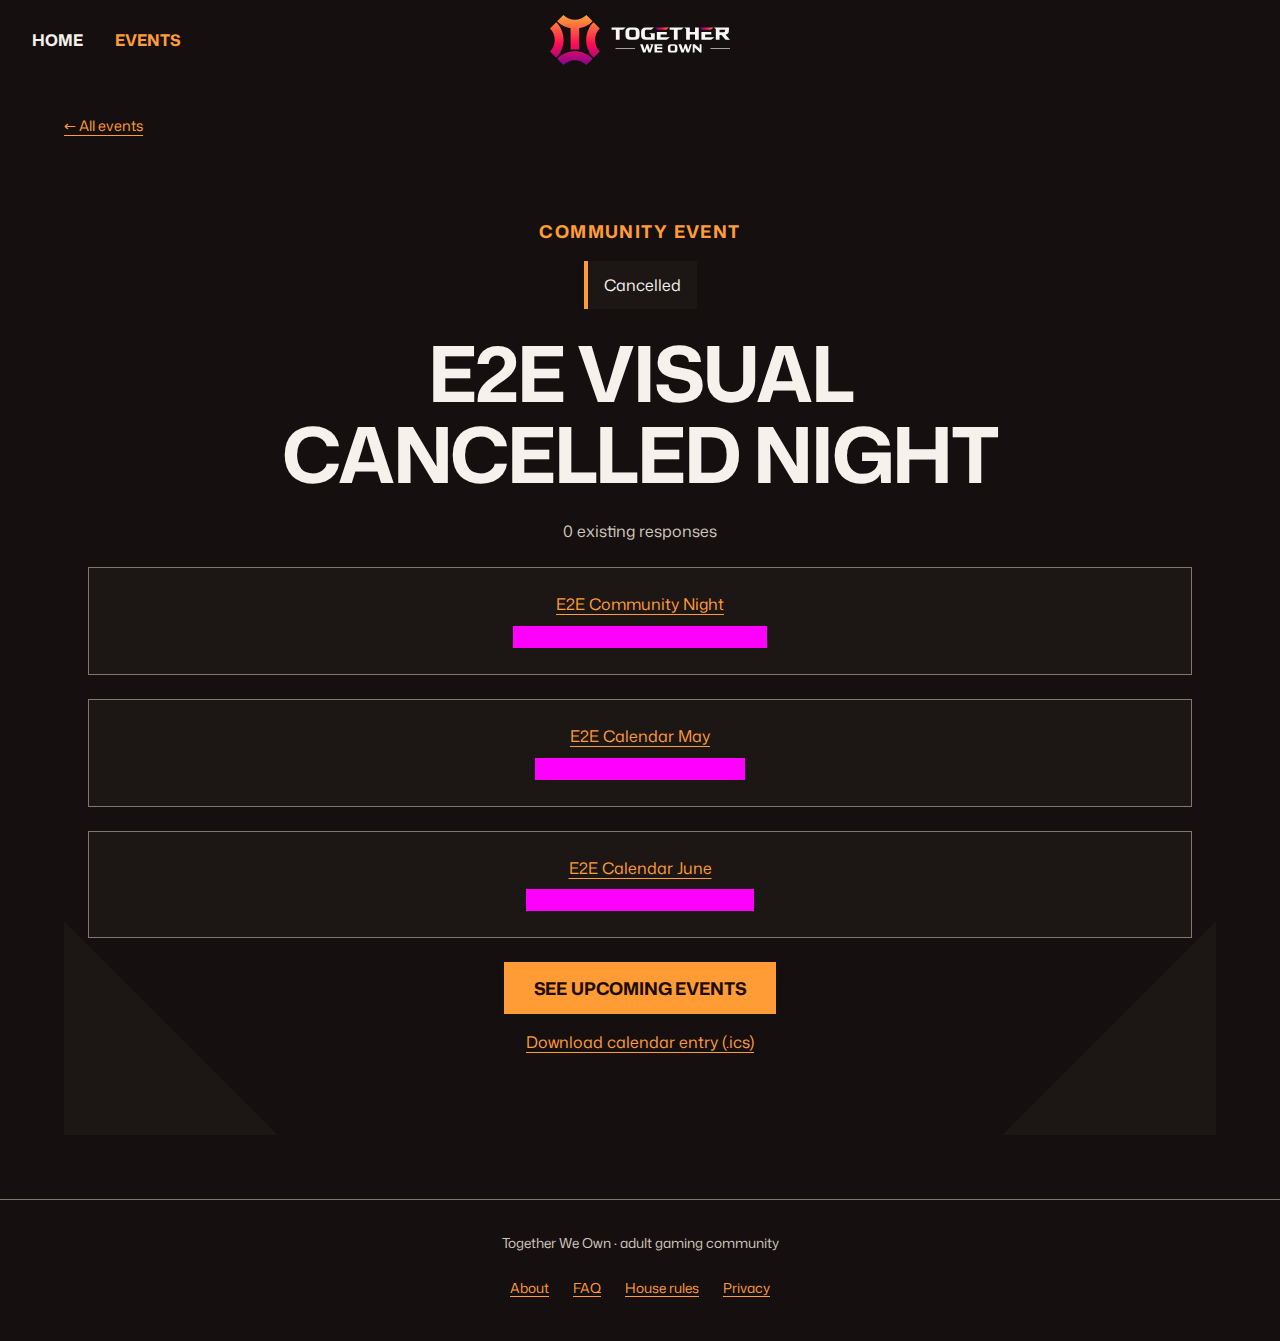 HOME EVENTS
TOGETHER
WE OWN
← All events
COMMUNITY EVENT
Cancelled
E2E VISUAL
CANCELLED NIGHT
0 existing responses
E2E Community Night
E2E Calendar May
E2E Calendar June
SEE UPCOMING EVENTS
Download calendar entry (.ics)
Together We Own · adult gaming community
About FAQ House rules Privacy